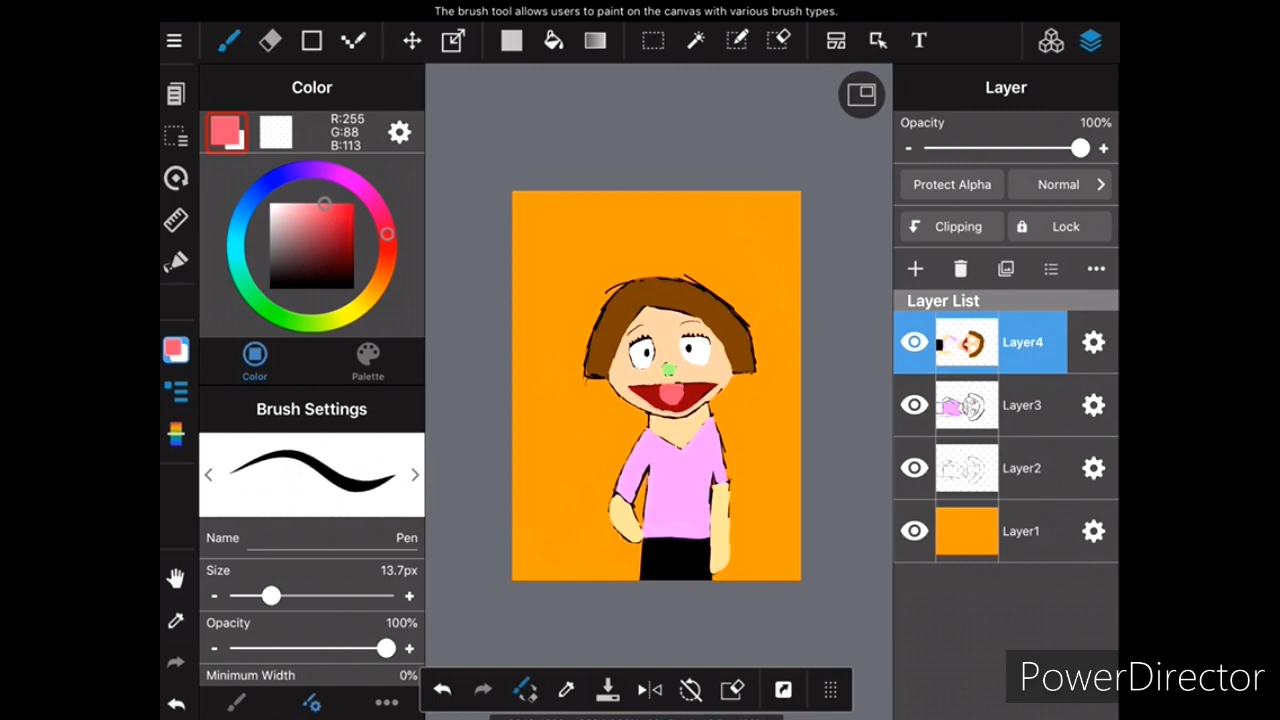 The brush tool allows users to paint on the canvas with various brush types.
T
Color
R:255
G:88
B:113
Color
Palette
Brush Settings
Name Pen
Size 13.7px
- +
Opacity 100%
- +
Minimum Width 0%
Layer
Opacity 100%
- +
Protect Alpha Normal
Clipping Lock
Layer List
Layer4
Layer3
Layer2
Layer1
PowerDirector